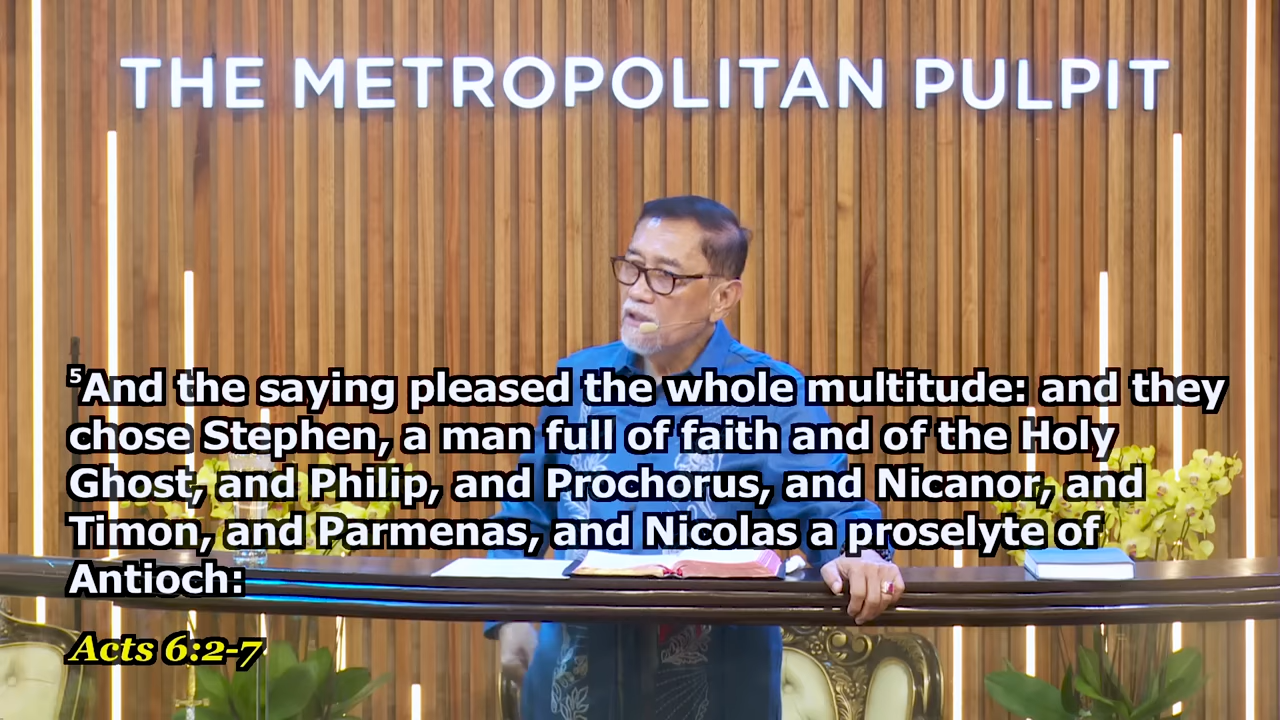 THE METROPOLITAN PULPIT
5And the saying pleased the whole multitude: and they
chose Stephen, a man full of faith and of the Holy
Ghost, and Philip, and Prochorus, and Nicanor, and
Timon, and Parmenas, and Nicolas a proselyte of
Antioch:
Acts 6:2-7